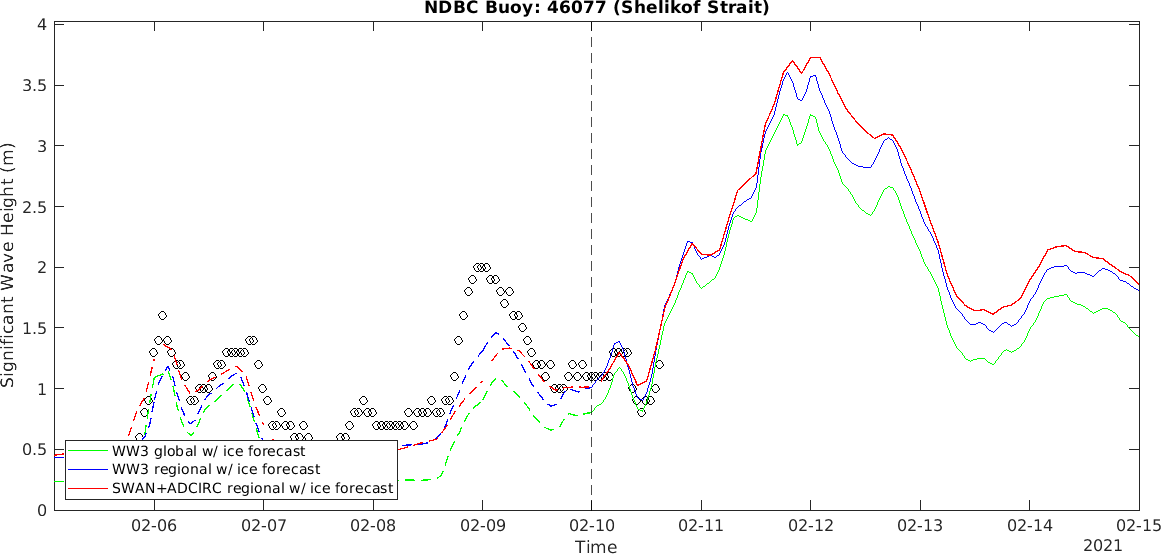 NDBC Buoy: 46077 (Shelikof Strait)
4
3.5
3
2.5
2
1.5
1
0.5
0
Significant Wave Height (m)
WW3 global w/ ice forecast
WW3 regional w/ ice forecast
SWAN+ADCIRC regional w/ ice forecast
02-06 02-07 02-08 02-09 02-10 02-11 02-12 02-13 02-14 02-15
Time
2021